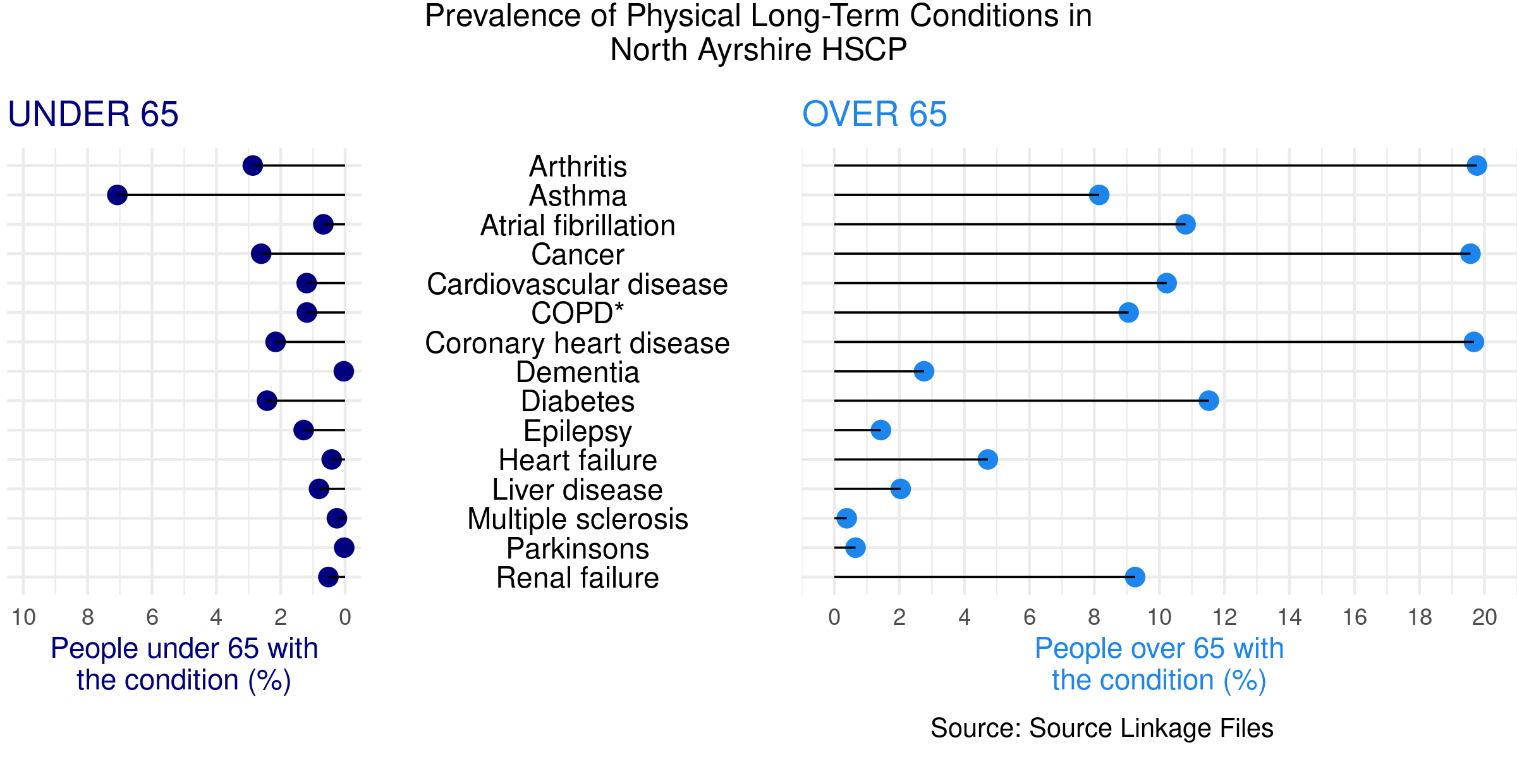 Prevalence of Physical Long-Term Conditions in
North Ayrshire HSCP
UNDER 65
OVER 65
Arthritis
Asthma
Atrial fibrillation
Cancer
Cardiovascular disease
COPD*
Coronary heart disease
Dementia
Diabetes
Epilepsy
Heart failure
Liver disease
Multiple sclerosis
Parkinsons
Renal failure
10 8 6 4 2 0
0 2 4 6 8 10 12 14 16 18 20
People under 65 with
the condition (%)
People over 65 with
the condition (%)
Source: Source Linkage Files